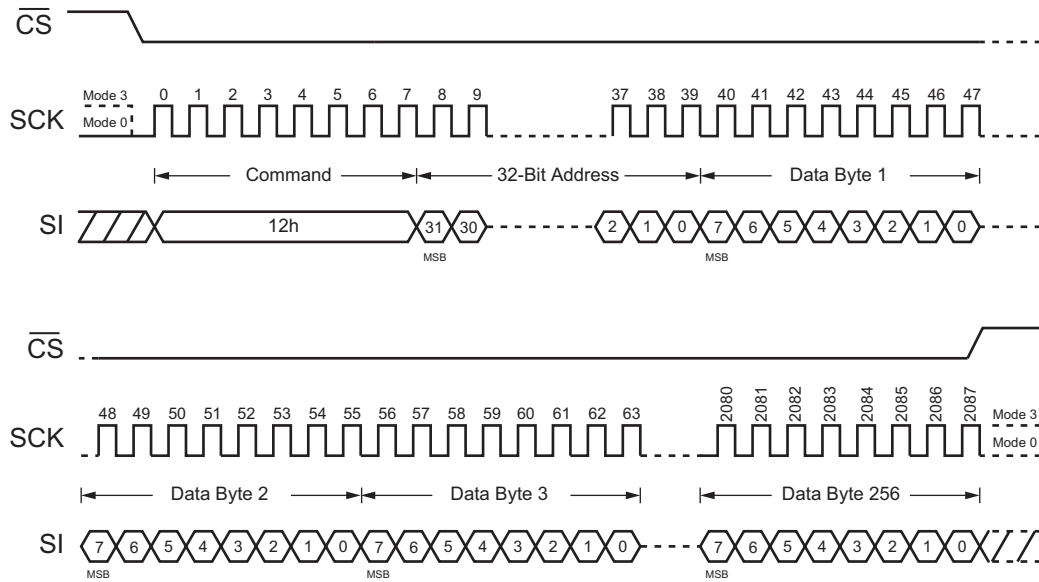 CS
Mode 3
Mode 0
SCK
0 1 2 3 4 5 6 7 8 9 37 38 39 40 41 42 43 44 45 46 47
Command 32-Bit Address Data Byte 1
SI 12h 31 30 2 1 0 7 6 5 4 3 2 1 0
MSB MSB
CS
SCK
48 49 50 51 52 53 54 55 56 57 58 59 60 61 62 63 2080 2081 2082 2083 2084 2085 2086 2087
Mode 3
Mode 0
Data Byte 2 Data Byte 3 Data Byte 256
SI 7 6 5 4 3 2 1 0 7 6 5 4 3 2 1 0 7 6 5 4 3 2 1 0
MSB MSB MSB